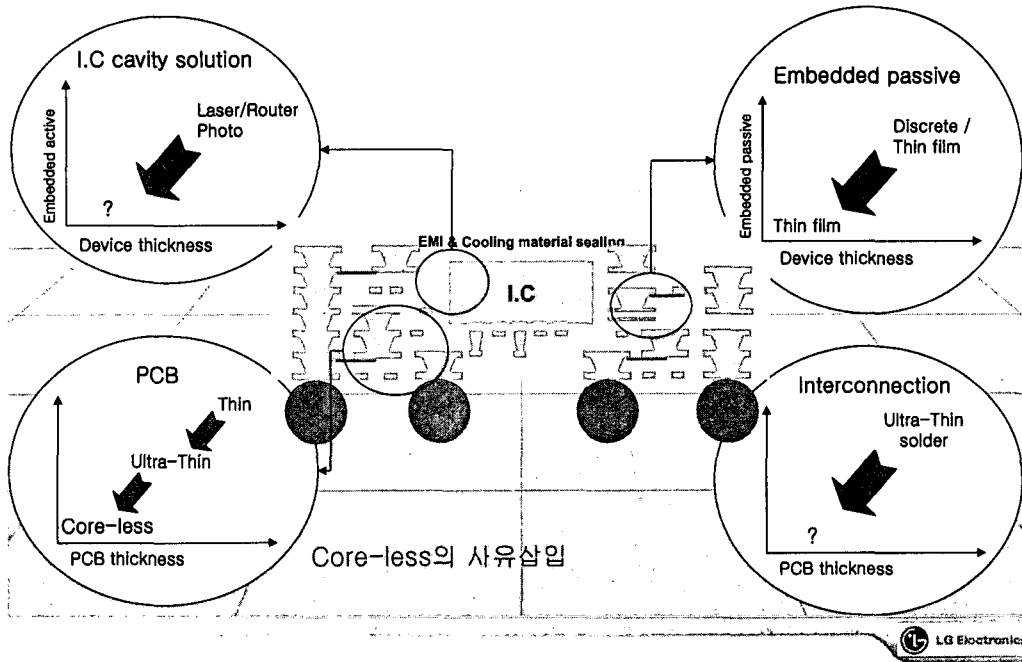 I.C cavity solution
Embedded active
Laser/Router
Photo
?
Device thickness
Embedded passive
Embedded passive
Discrete /
Thin film
Thin film
Device thickness
EMI & Cooling material sealing
I.C
PCB
Thin
Ultra-Thin
Core-less
PCB thickness
Interconnection
Ultra-Thin
solder
?
PCB thickness
Core-less의 사유삽입
LG Electronics